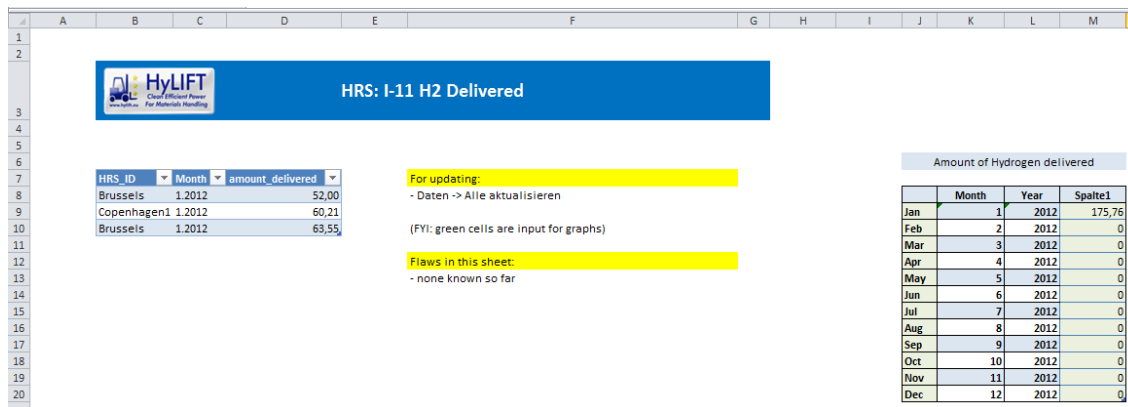 A B C D E F G H I J K L M
1
2
3
HyLIFT
Clean Efficient Power
www.hylift.eu For Materials Handling
HRS: I-11 H2 Delivered
4
5
6 Amount of Hydrogen delivered
7 HRS_ID Month amount_delivered For updating:
8 Brussels 1.2012 52,00 - Daten -> Alle aktualisieren Month Year Spalte1
9 Copenhagen1 1.2012 60,21 Jan 1 2012 175,76
10 Brussels 1.2012 63,55 (FYI: green cells are input for graphs) Feb 2 2012 0
11 Mar 3 2012 0
12 Flaws in this sheet: Apr 4 2012 0
13 - none known so far May 5 2012 0
14 Jun 6 2012 0
15 Jul 7 2012 0
16 Aug 8 2012 0
17 Sep 9 2012 0
18 Oct 10 2012 0
19 Nov 11 2012 0
20 Dec 12 2012 0